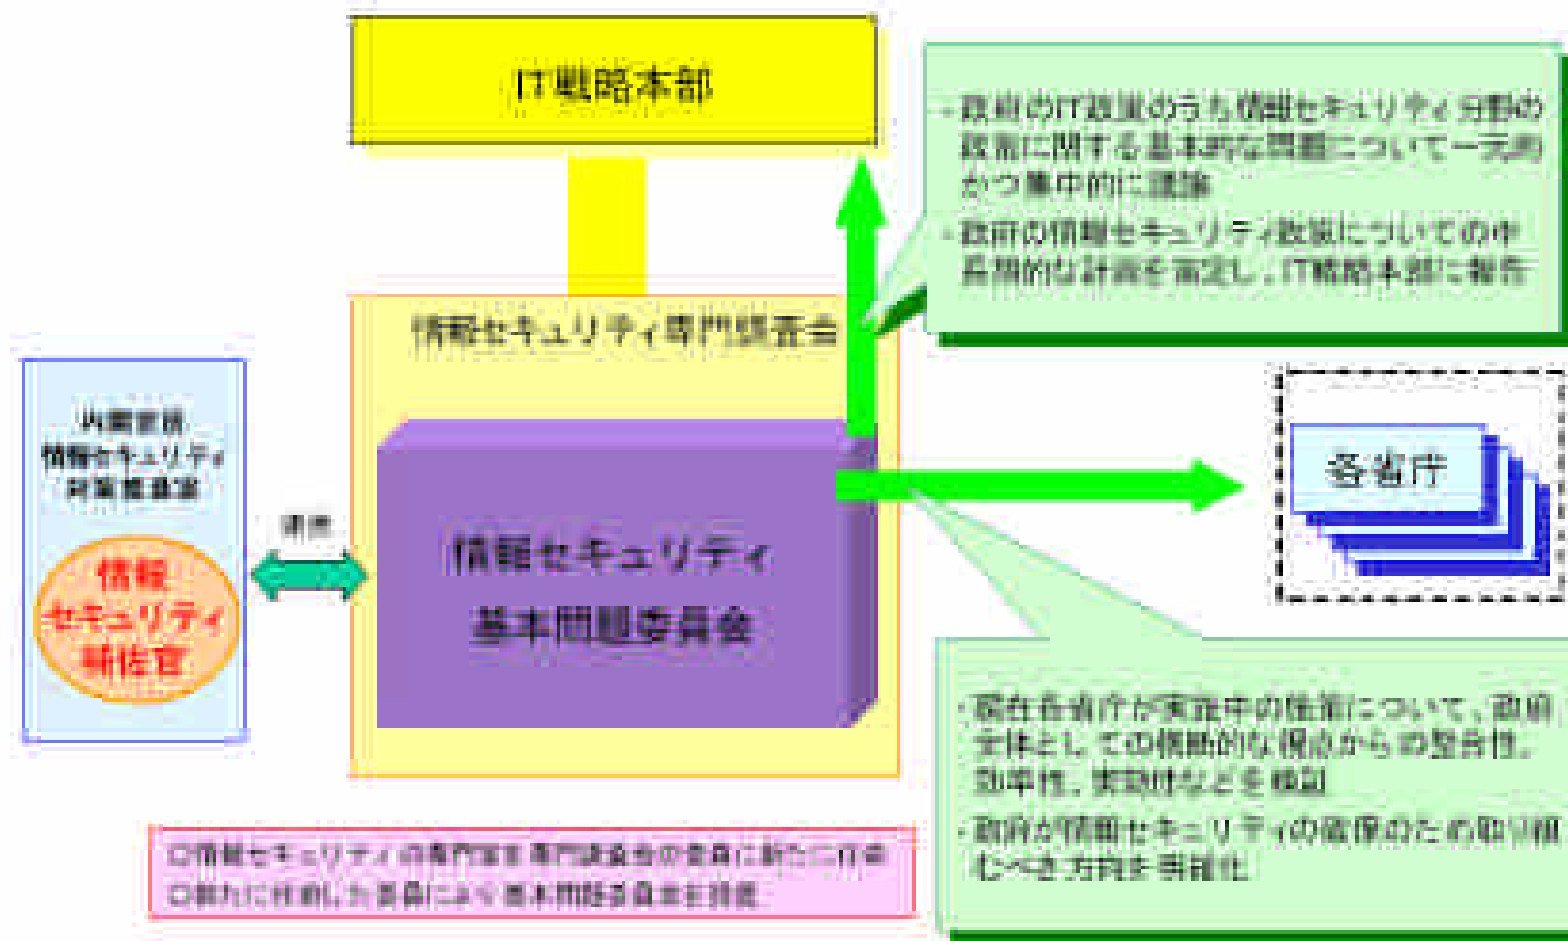 IT戦略本部
・政府のIT政策のうち情報セキュリティ分野の
政策に関する基本的な問題について一元的
かつ集中的に議論
・政府の情報セキュリティ政策についての中
長期的な計画を策定し、IT戦略本部に報告
情報セキュリティ専門調査会
内閣官房
情報セキュリティ
対策推進室
情報
セキュリティ
補佐官
連携
情報セキュリティ
基本問題委員会
各省庁
・現在各省庁が実施中の施策について、政府
全体としての横断的な視点からの整合性、
効率性、実効性などを検証
・政府が情報セキュリティの確保のため取り組
むべき方向を明確化
〇情報セキュリティの専門家を専門調査会の委員に新たに任命
〇新たに任命した委員により基本問題委員会を設置